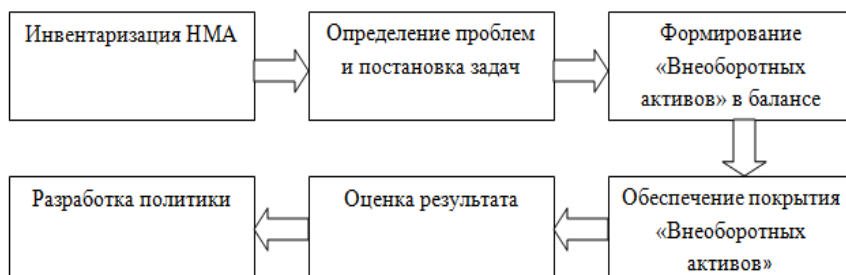 Инвентаризация НМА
Определение проблем
и постановка задач
Формирование
«Внеоборотных
активов» в балансе
Обеспечение покрытия
«Внеоборотных
активов»
Оценка результата
Разработка политики